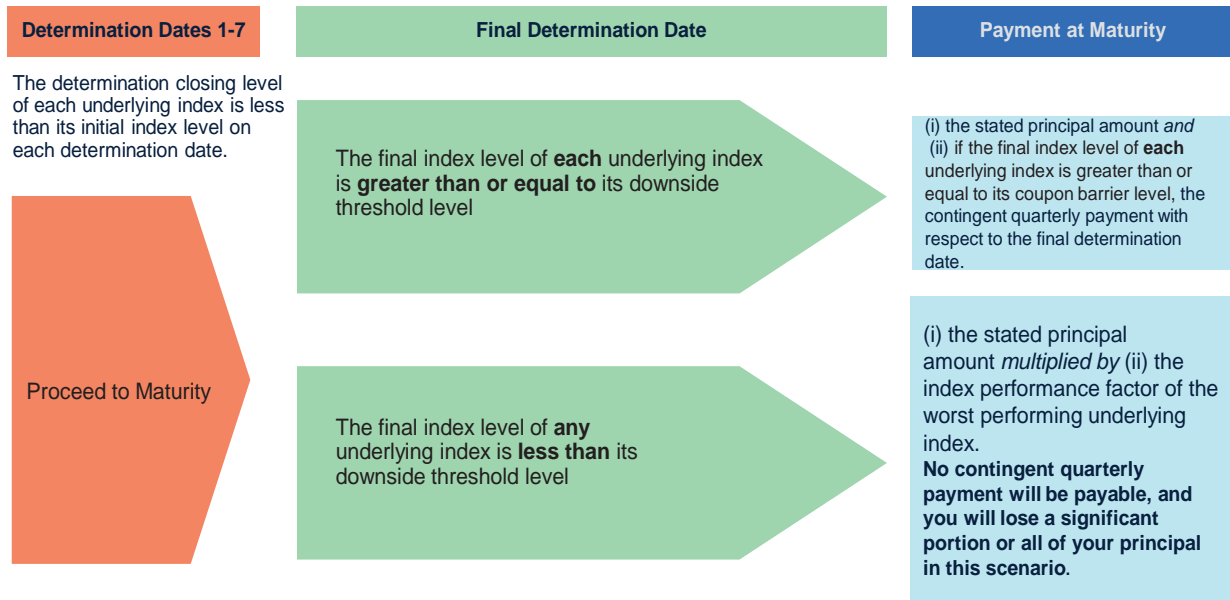 Determination Dates 1-7
Final Determination Date
Payment at Maturity
The determination closing level
of each underlying index is less
than its initial index level on
each determination date.
Proceed to Maturity
The final index level of each underlying index
is greater than or equal to its downside
threshold level
(i) the stated principal amount and
(ii) if the final index level of each
underlying index is greater than or
equal to its coupon barrier level, the
contingent quarterly payment with
respect to the final determination
date.
The final index level of any
underlying index is less than its
downside threshold level
(i) the stated principal
amount multiplied by (ii) the
index performance factor of the
worst performing underlying
index.
No contingent quarterly
payment will be payable, and
you will lose a significant
portion or all of your principal
in this scenario.